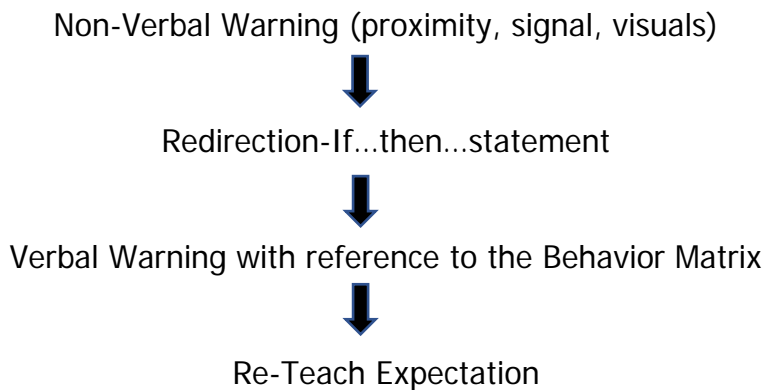 Non-Verbal Warning (proximity, signal, visuals)
Redirection-If...then...statement
Verbal Warning with reference to the Behavior Matrix
Re-Teach Expectation